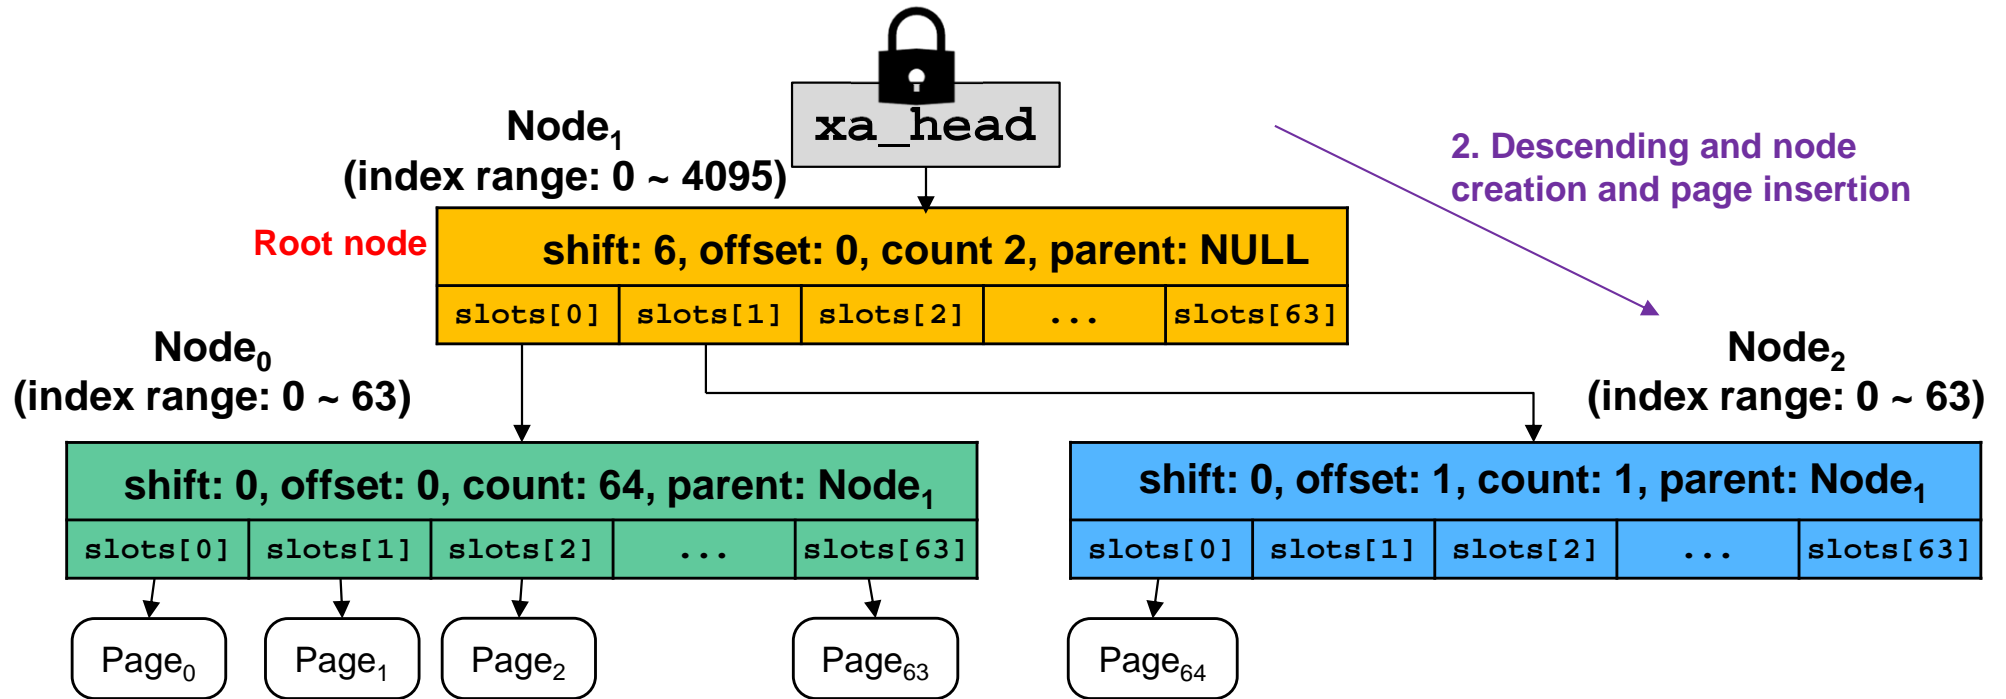 xa_head
Node₁
(index range: 0 ~ 4095)
2. Descending and node
creation and page insertion
Root node
shift: 6, offset: 0, count 2, parent: NULL
slots[0] slots[1] slots[2] ... slots[63]
Node₀
(index range: 0 ~ 63)
Node₂
(index range: 0 ~ 63)
shift: 0, offset: 0, count: 64, parent: Node₁
slots[0] slots[1] slots[2] ... slots[63]
shift: 0, offset: 1, count: 1, parent: Node₁
slots[0] slots[1] slots[2] ... slots[63]
Page₀ Page₁ Page₂ Page₆₃ Page₆₄